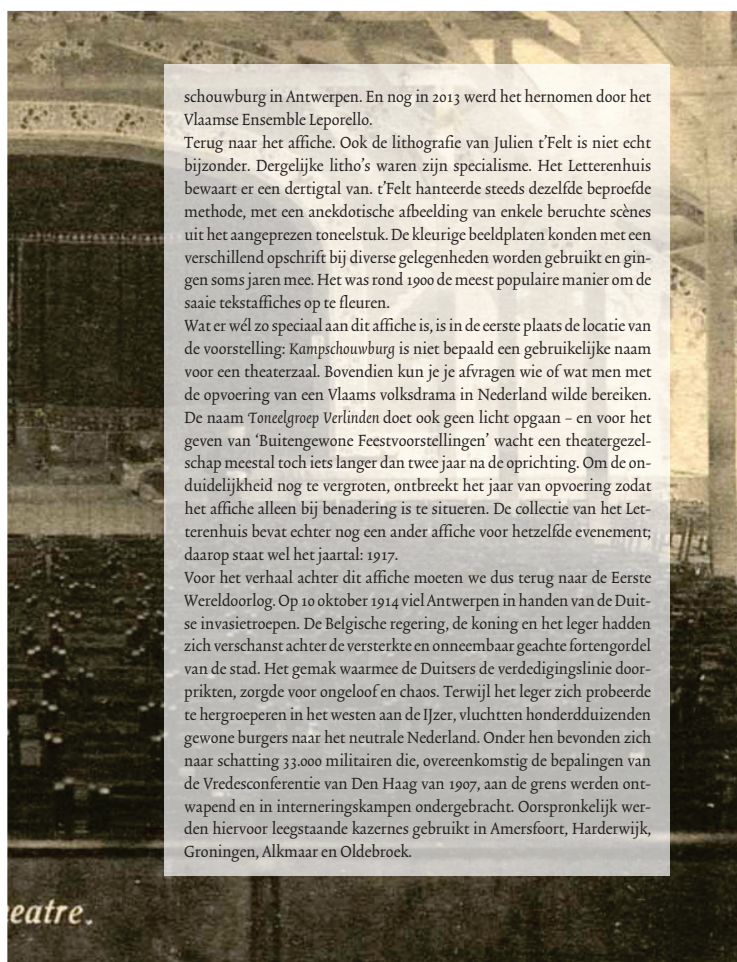 schouwburg in Antwerpen. En nog in 2013 werd het hernomen door het
Vlaamse Ensemble Leporello.
Terug naar het affiche. Ook de lithografie van Julien t’Felt is niet echt
bijzonder. Dergelijke litho’s waren zijn specialisme. Het Letterenhuis
bewaart er een dertigtal van. t’Felt hanteerde steeds dezelfde beproefde
methode, met een anekdotische afbeelding van enkele beruchte scènes
uit het aangeprezen toneelstuk. De kleurige beeldplaten konden met een
verschillend opschrift bij diverse gelegenheden worden gebruikt en gin-
gen soms jaren mee. Het was rond 1900 de meest populaire manier om de
saaie tekstaffiches op te fleuren.
Wat er wél zo speciaal aan dit affiche is, is in de eerste plaats de locatie van
de voorstelling: Kampschouwburg is niet bepaald een gebruikelijke naam
voor een theaterzaal. Bovendien kun je je afvragen wie of wat men met
de opvoering van een Vlaams volksdrama in Nederland wilde bereiken.
De naam Toneelgroep Verlinden doet ook geen licht opgaan – en voor het
geven van ‘Buitengewone Feestvoorstellingen’ wacht een theatergezel-
schap meestal toch iets langer dan twee jaar na de oprichting. Om de on-
duidelijkheid nog te vergroten, ontbreekt het jaar van opvoering zodat
het affiche alleen bij benadering is te situeren. De collectie van het Let-
terenhuis bevat echter nog een ander affiche voor hetzelfde evenement;
daarop staat wel het jaartal: 1917.
Voor het verhaal achter dit affiche moeten we dus terug naar de Eerste
Wereldoorlog. Op 10 oktober 1914 viel Antwerpen in handen van de Duit-
se invasietroepen. De Belgische regering, de koning en het leger hadden
zich verschanst achter de versterkte en onneembaar geachte fortengordel
van de stad. Het gemak waarmee de Duitsers de verdedigingslinie door-
prikten, zorgde voor ongeloof en chaos. Terwijl het leger zich probeerde
te hergroeperen in het westen aan de IJzer, vluchtten honderdduizenden
gewone burgers naar het neutrale Nederland. Onder hen bevonden zich
naar schatting 33.000 militairen die, overeenkomstig de bepalingen van
de Vredesconferentie van Den Haag van 1907, aan de grens werden ont-
wapend en in interneringskampen ondergebracht. Oorspronkelijk wer-
den hiervoor leegstaande kazernes gebruikt in Amersfoort, Harderwijk,
Groningen, Alkmaar en Oldebroek.
eatre.